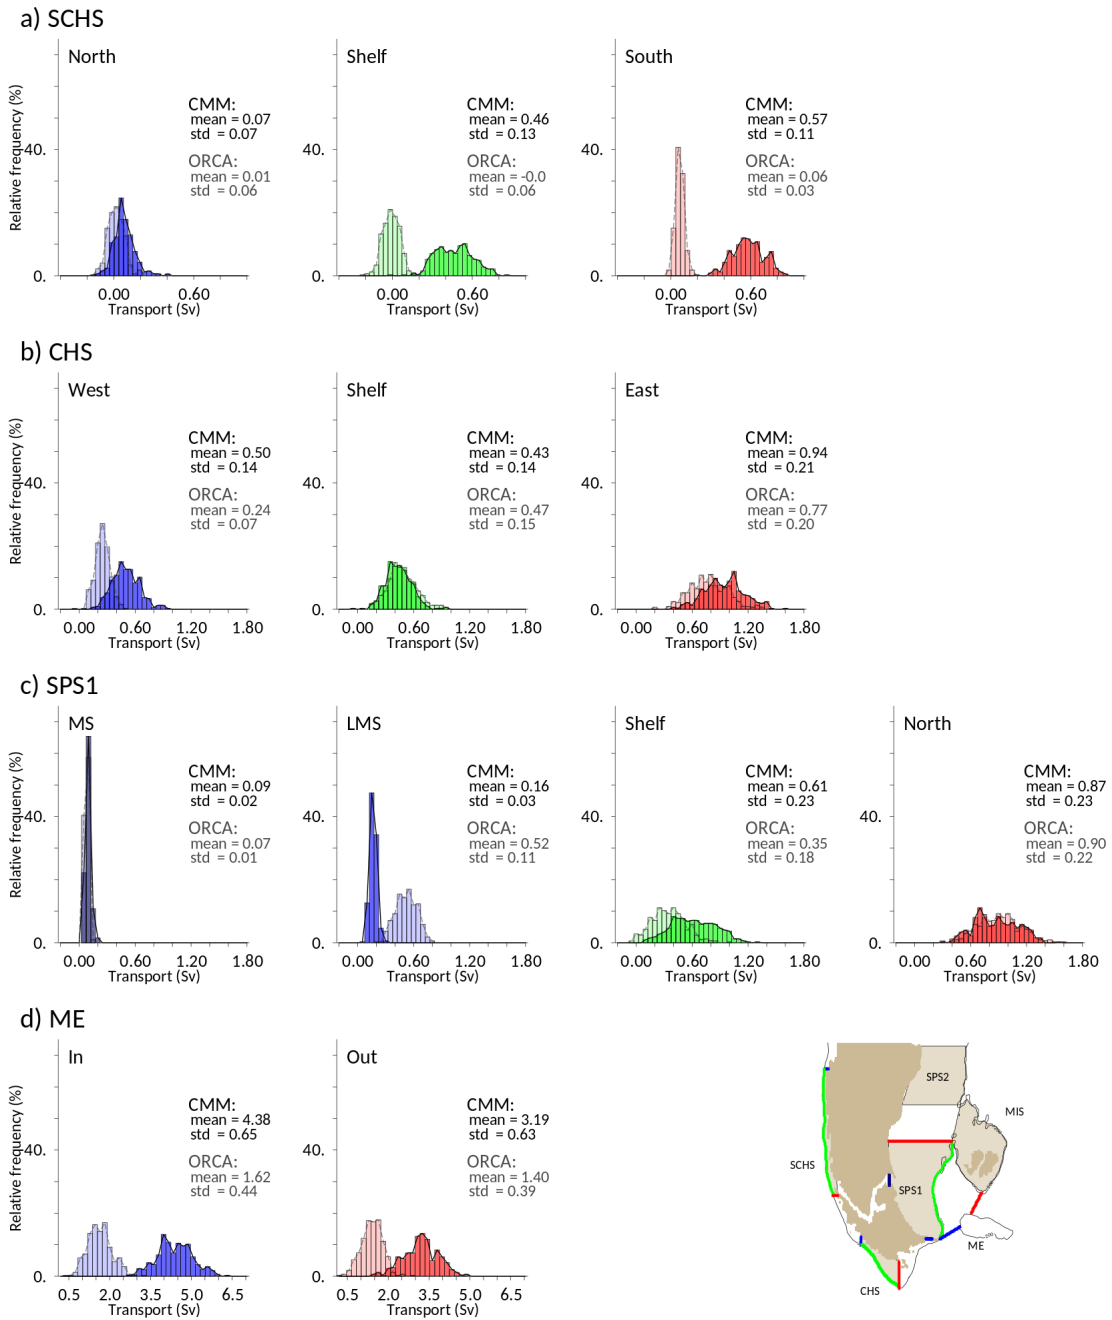 a) SCHS
North
Relative frequency (%)
40.
0.
CMM:
mean = 0.07
std = 0.07
ORCA:
mean = 0.01
std = 0.06
0.00 0.60
Transport (Sv)
Shelf
40.
0.
CMM:
mean = 0.46
std = 0.13
ORCA:
mean = -0.0
std = 0.06
0.00 0.60
Transport (Sv)
South
40.
0.
CMM:
mean = 0.57
std = 0.11
ORCA:
mean = 0.06
std = 0.03
0.00 0.60
Transport (Sv)
b) CHS
West
Relative frequency (%)
40.
0.
CMM:
mean = 0.50
std = 0.14
ORCA:
mean = 0.24
std = 0.07
0.00 0.60 1.20 1.80
Transport (Sv)
Shelf
40.
0.
CMM:
mean = 0.43
std = 0.14
ORCA:
mean = 0.47
std = 0.15
0.00 0.60 1.20 1.80
Transport (Sv)
East
40.
0.
CMM:
mean = 0.94
std = 0.21
ORCA:
mean = 0.77
std = 0.20
0.00 0.60 1.20 1.80
Transport (Sv)
c) SPS1
MS
Relative frequency (%)
40.
0.
CMM:
mean = 0.09
std = 0.02
ORCA:
mean = 0.07
std = 0.01
0.00 0.60 1.20 1.80
Transport (Sv)
LMS
40.
0.
CMM:
mean = 0.16
std = 0.03
ORCA:
mean = 0.52
std = 0.11
0.00 0.60 1.20 1.80
Transport (Sv)
Shelf
40.
0.
CMM:
mean = 0.61
std = 0.23
ORCA:
mean = 0.35
std = 0.18
0.00 0.60 1.20 1.80
Transport (Sv)
North
40.
0.
CMM:
mean = 0.87
std = 0.23
ORCA:
mean = 0.90
std = 0.22
0.00 0.60 1.20 1.80
Transport (Sv)
d) ME
In
Relative frequency (%)
40.
0.
CMM:
mean = 4.38
std = 0.65
ORCA:
mean = 1.62
std = 0.44
0.5 2.0 3.5 5.0 6.5
Transport (Sv)
Out
40.
0.
CMM:
mean = 3.19
std = 0.63
ORCA:
mean = 1.40
std = 0.39
0.5 2.0 3.5 5.0 6.5
Transport (Sv)
SPS2
MIS
SCHS
SPS1
ME
CHS